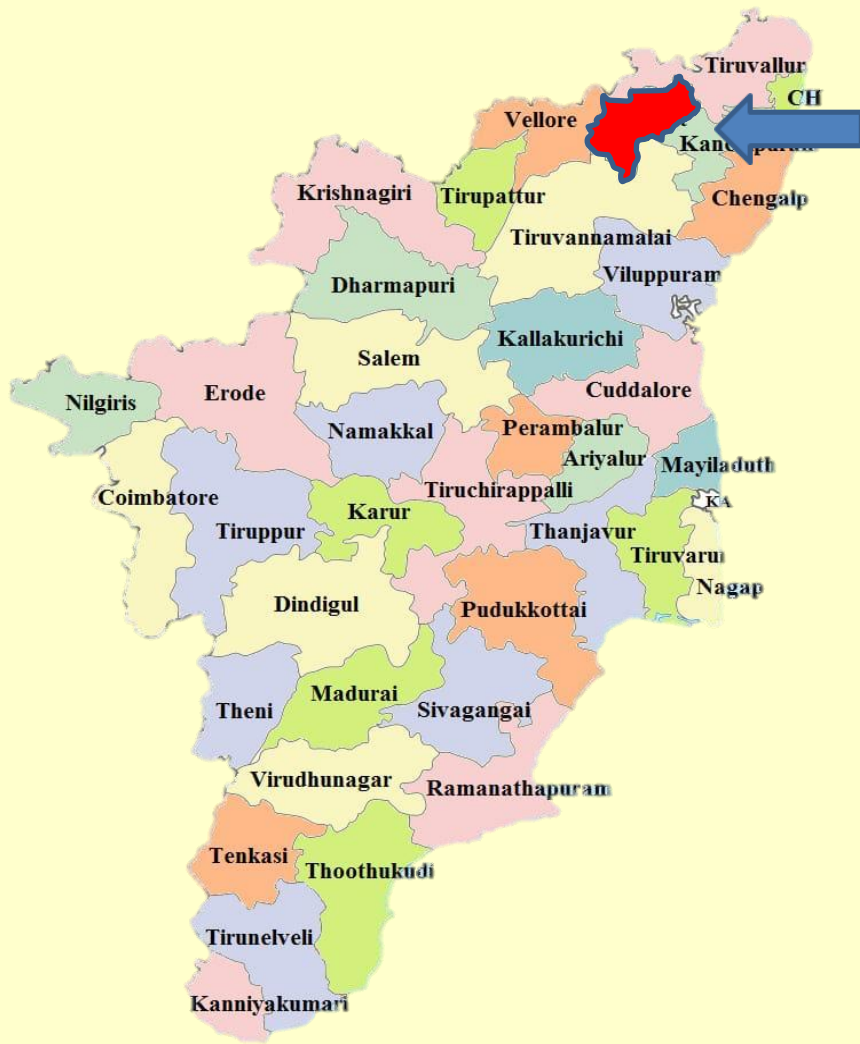 Tiruvallur
CH
Vellore
Chengalp
Krishnagiri
Tirupattur
Tiruvannamalai
Viluppuram
Dharmapuri
Kallakurichi
Salem
Cuddalore
Nilgiris
Erode
Namakkal
Perambalur
Ariyalur
Mayiladuth
Coimbatore
Tiruchirappalli
KA
Karur
Tiruppur
Thanjavur
Tiruvaru
Nagap
Dindigul
Pudukkottai
Theni
Madurai
Sivagangai
Virudhunagar
Ramanathapuram
Tenkasi
Thoothukudi
Tirunelveli
Kanniyakumari